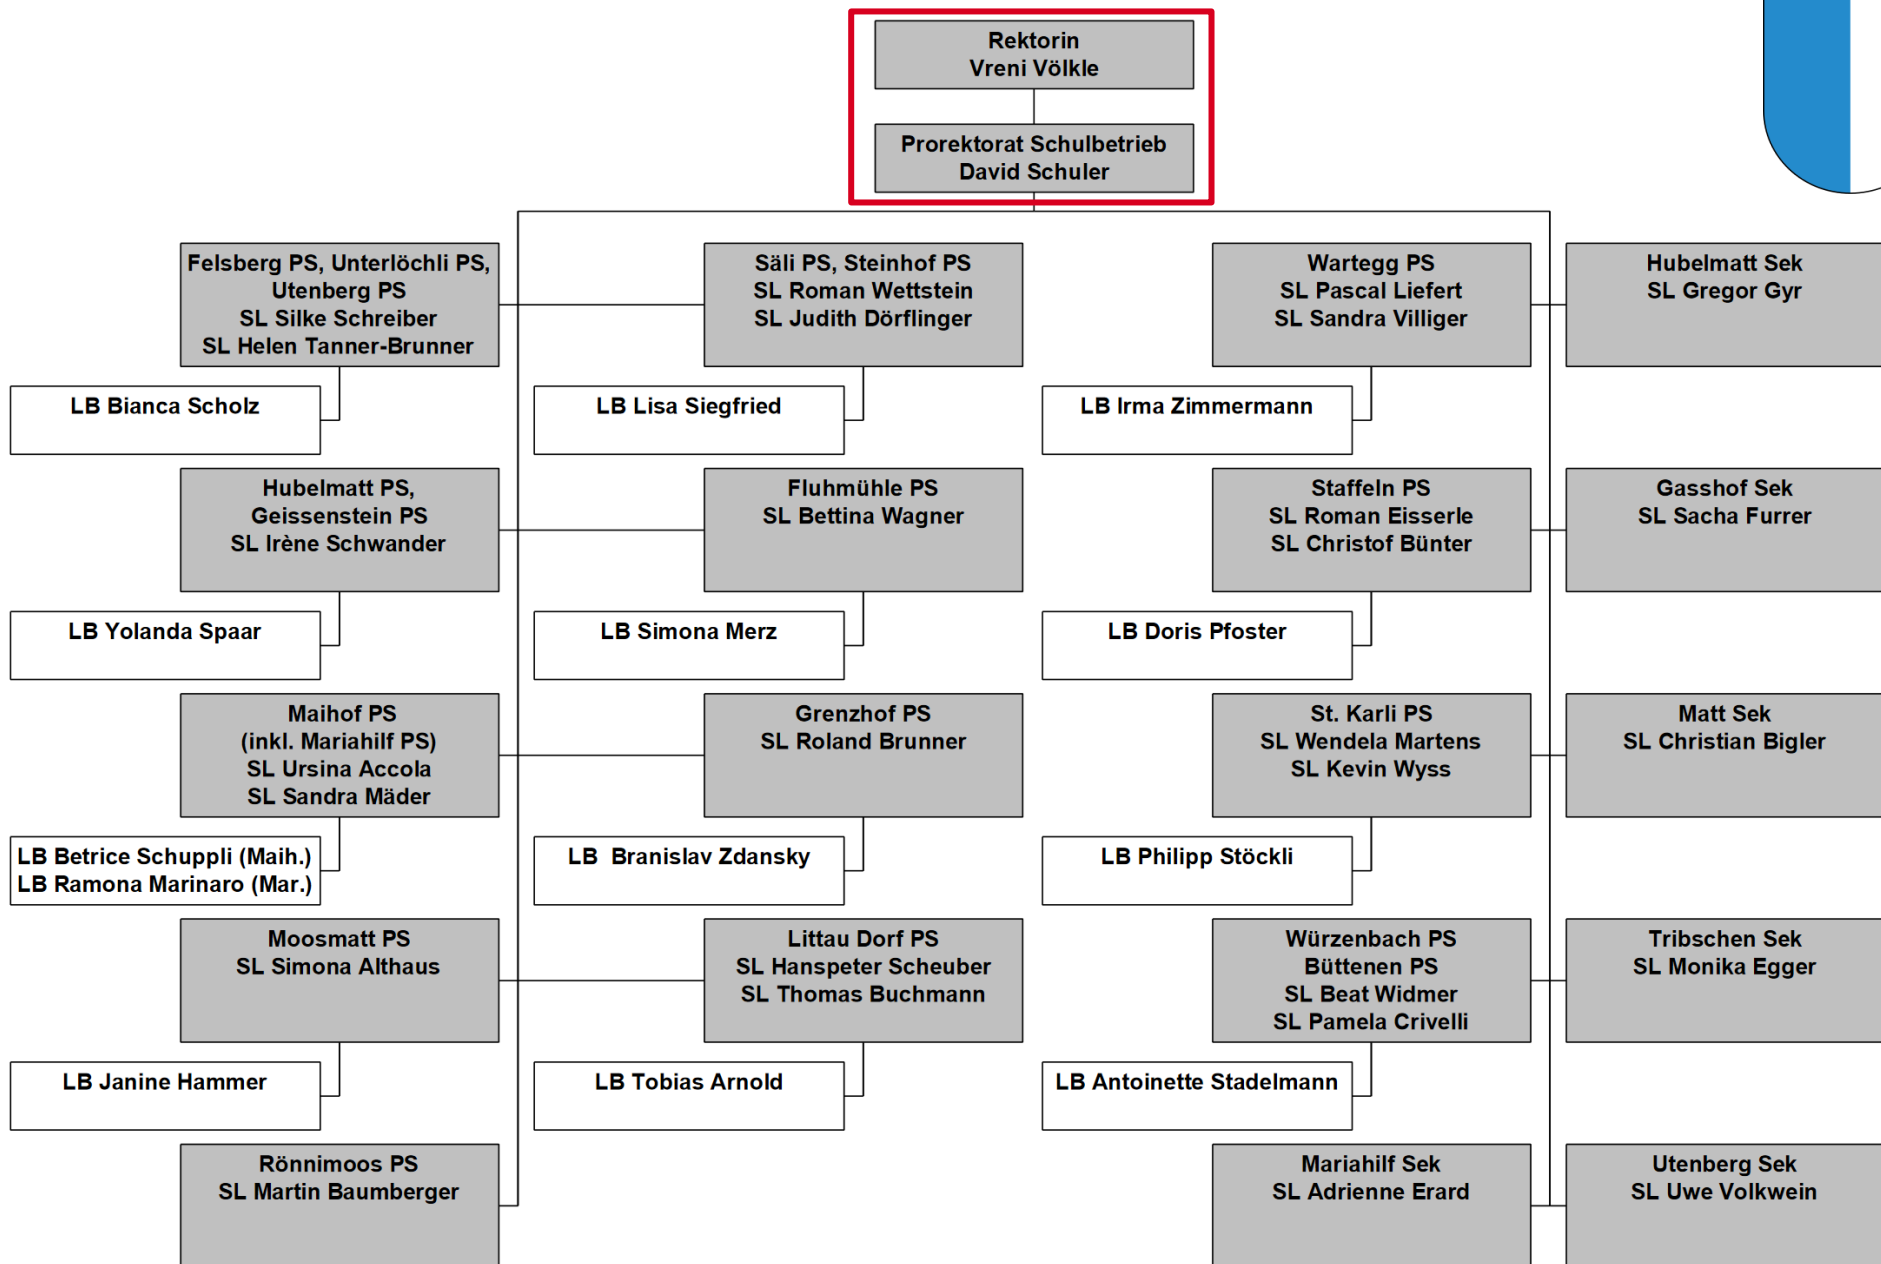 Rektorin
Vreni Völkle
Prorektorat Schulbetrieb
David Schuler
Felsberg PS, Unterlöchli PS,
Utenberg PS
SL Silke Schreiber
SL Helen Tanner-Brunner
Säli PS, Steinhof PS
SL Roman Wettstein
SL Judith Dörflinger
Wartegg PS
SL Pascal Liefert
SL Sandra Villiger
Hubelmatt Sek
SL Gregor Gyr
LB Bianca Scholz
LB Lisa Siegfried
LB Irma Zimmermann
Hubelmatt PS,
Geissenstein PS
SL Irène Schwander
Fluhmühle PS
SL Bettina Wagner
Staffeln PS
SL Roman Eisserle
SL Christof Bünter
Gasshof Sek
SL Sacha Furrer
LB Yolanda Spaar
LB Simona Merz
LB Doris Pfoster
Maihof PS
(inkl. Mariahilf PS)
SL Ursina Accola
SL Sandra Mäder
Grenzhof PS
SL Roland Brunner
St. Karli PS
SL Wendela Martens
SL Kevin Wyss
Matt Sek
SL Christian Bigler
LB Betrice Schuppli (Maih.)
LB Ramona Marinaro (Mar.)
LB  Branislav Zdansky
LB Philipp Stöckli
Moosmatt PS
SL Simona Althaus
Littau Dorf PS
SL Hanspeter Scheuber
SL Thomas Buchmann
Würzenbach PS
Büttenen PS
SL Beat Widmer
SL Pamela Crivelli
Tribschen Sek
SL Monika Egger
LB Janine Hammer
LB Tobias Arnold
LB Antoinette Stadelmann
Rönnimoos PS
SL Martin Baumberger
Mariahilf Sek
SL Adrienne Erard
Utenberg Sek
SL Uwe Volkwein